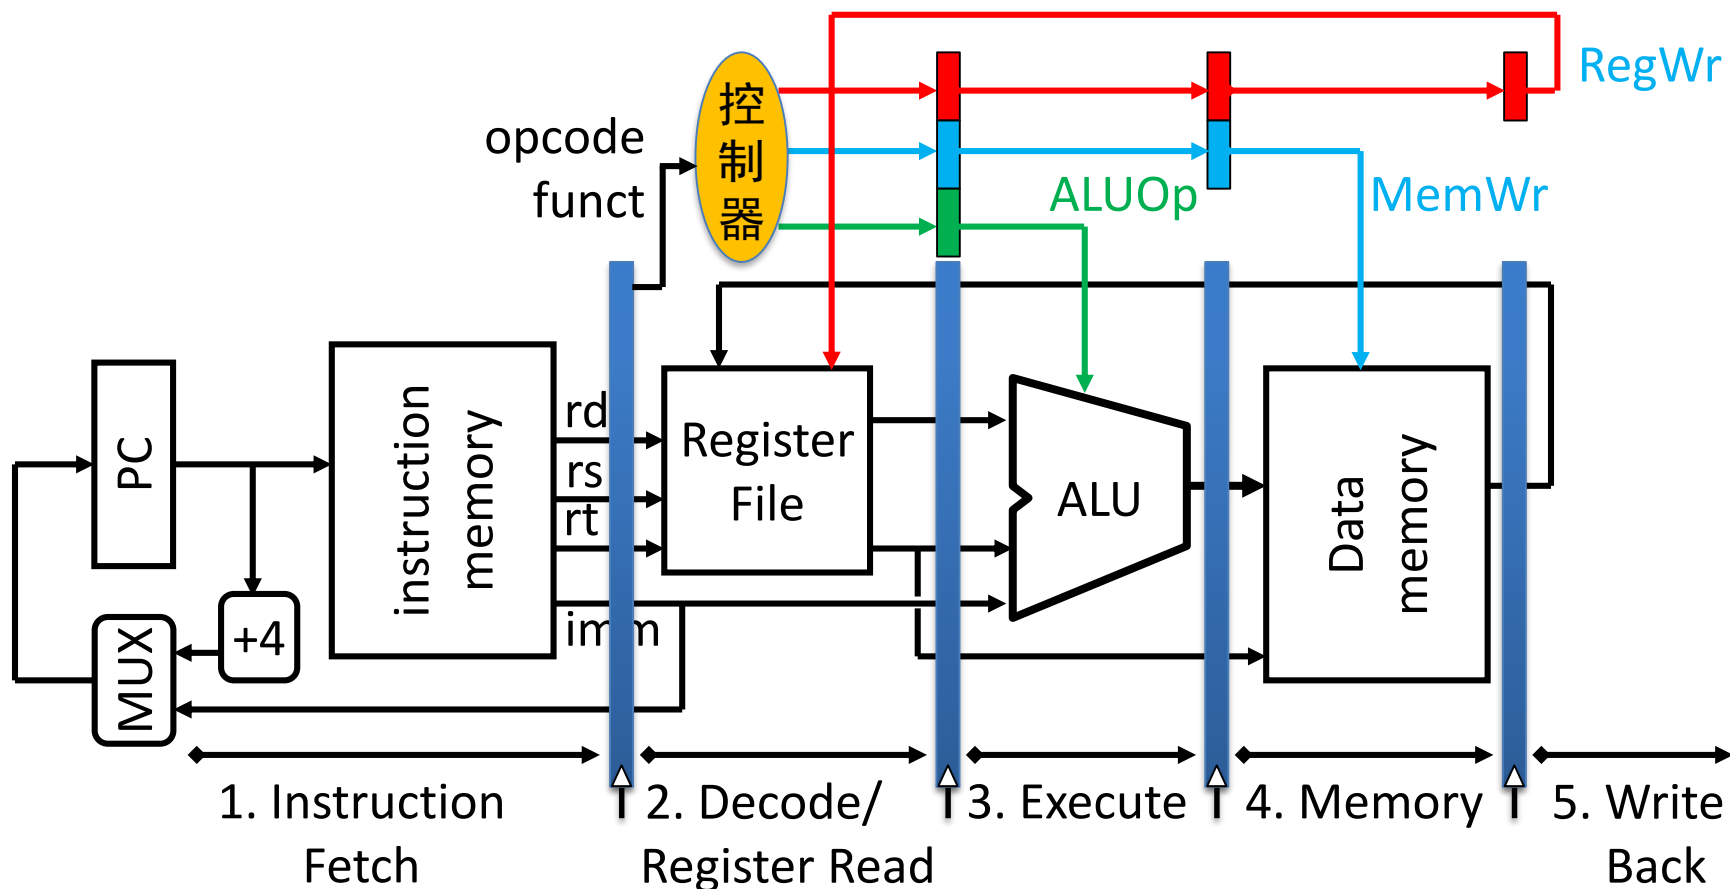 RegWr
控
制
器
opcode
funct
ALUOp
MemWr
PC
instruction
memory
rd
rs
rt
imm
Register
File
ALU
Data
memory
+4
MUX
1. Instruction
Fetch
2. Decode/
Register Read
3. Execute
4. Memory
5. Write
Back